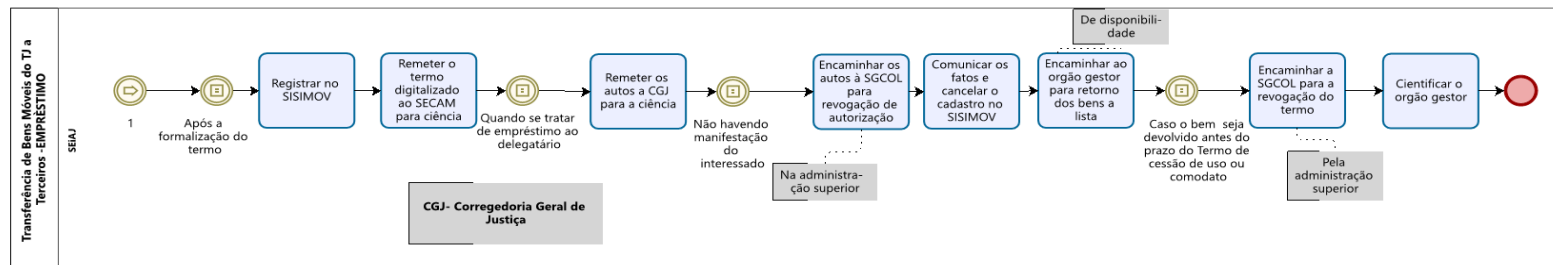 Transferência de Bens Móveis do TJ a
Terceiros -EMPRÉSTIMO
SEIAJ
1
Após a
formalização do
termo
Registrar no
SISIMOV
Remeter o
termo
digitalizado
ao SECAM
para ciência
Quando se tratar
de empréstimo ao
delegatário
Remeter os
autos a CGJ
para a ciência
Não havendo
manifestação
do
interessado
Encaminhar os
autos à SGCOL
para
revogação de
autorização
Na administra-
ção superior
Comunicar os
fatos e
cancelar o
cadastro no
SISIMOV
De disponibili-
dade
Encaminhar ao
orgão gestor
para retorno
dos bens a
lista
Caso o bem  seja
devolvido antes do
prazo do Termo de
cessão de uso ou
comodato
Encaminhar a
SGCOL para a
revogação do
termo
Pela
administração
superior
Cientificar o
orgão gestor
CGJ- Corregedoria Geral de
Justiça